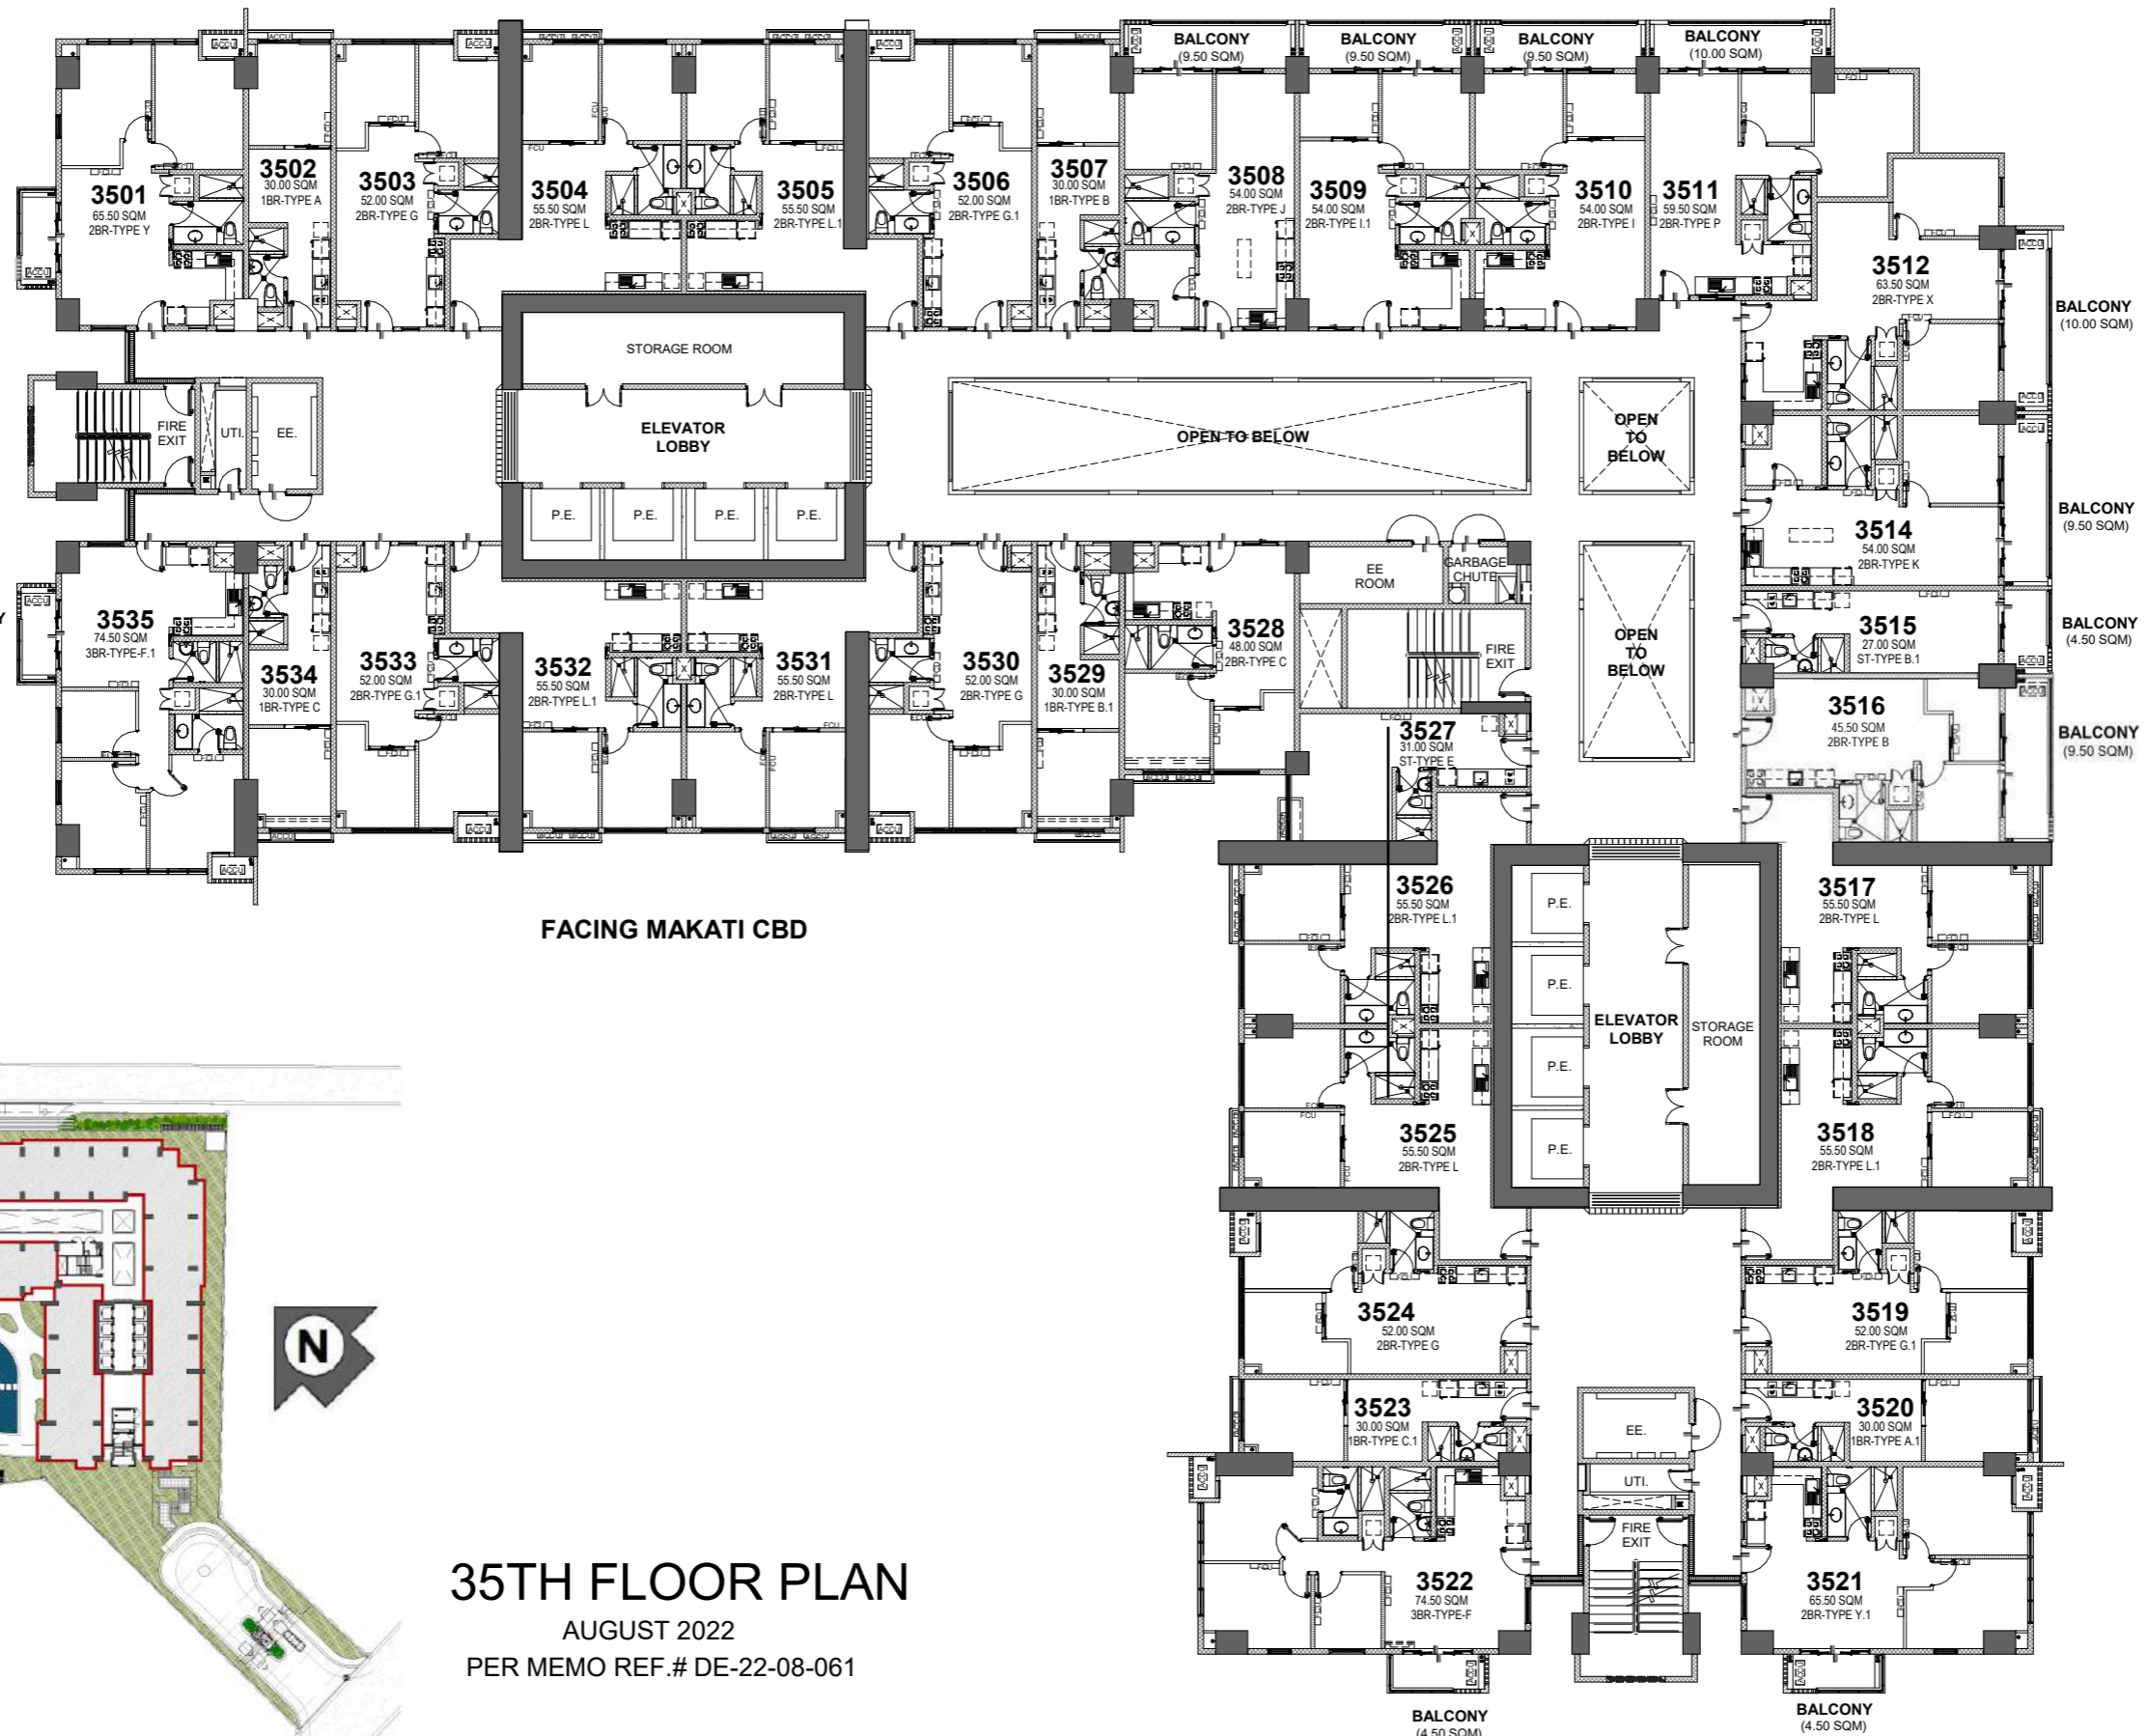 BALCONY
(9.50 SQM)
BALCONY
(9.50 SQM)
BALCONY
(9.50 SQM)
BALCONY
(10.00 SQM)
3501
65.50 SQM
2BR-TYPE Y
3502
30.00 SQM
1BR-TYPE A
3503
52.00 SQM
2BR-TYPE G
3504
55.50 SQM
2BR-TYPE L
3505
55.50 SQM
2BR-TYPE L.1
3506
52.00 SQM
2BR-TYPE G.1
3507
30.00 SQM
1BR-TYPE B
3508
54.00 SQM
2BR-TYPE J
3509
54.00 SQM
2BR-TYPE I.1
3510
54.00 SQM
2BR-TYPE I
3511
59.50 SQM
2BR-TYPE P
3512
63.50 SQM
2BR-TYPE X
BALCONY
(10.00 SQM)
STORAGE ROOM
ELEVATOR
LOBBY
P.E.
P.E.
P.E.
P.E.
FIRE
EXIT
UTI.
EE.
OPEN TO BELOW
OPEN
TO
BELOW
3514
54.00 SQM
2BR-TYPE K
BALCONY
(9.50 SQM)
EE
ROOM
GARBAGE
CHUTE
FIRE
EXIT
OPEN
TO
BELOW
3515
27.00 SQM
ST-TYPE B.1
BALCONY
(4.50 SQM)
3516
45.50 SQM
2BR-TYPE B
BALCONY
(9.50 SQM)
3535
74.50 SQM
3BR-TYPE-F.1
3534
30.00 SQM
1BR-TYPE C
3533
52.00 SQM
2BR-TYPE G.1
3532
55.50 SQM
2BR-TYPE L.1
3531
55.50 SQM
2BR-TYPE L
3530
52.00 SQM
2BR-TYPE G
3529
30.00 SQM
1BR-TYPE B.1
3528
48.00 SQM
2BR-TYPE C
3527
31.00 SQM
ST-TYPE E
FACING MAKATI CBD
3526
55.50 SQM
2BR-TYPE L.1
3517
55.50 SQM
2BR-TYPE L
P.E.
P.E.
P.E.
P.E.
ELEVATOR
LOBBY
STORAGE
ROOM
3525
55.50 SQM
2BR-TYPE L
3518
55.50 SQM
2BR-TYPE L.1
3524
52.00 SQM
2BR-TYPE G
3519
52.00 SQM
2BR-TYPE G.1
3523
30.00 SQM
1BR-TYPE C.1
3520
30.00 SQM
1BR-TYPE A.1
EE.
UTI.
FIRE
EXIT
3522
74.50 SQM
3BR-TYPE-F
3521
65.50 SQM
2BR-TYPE Y.1
BALCONY
(4.50 SQM)
BALCONY
(4.50 SQM)
N
35TH FLOOR PLAN
AUGUST 2022
PER MEMO REF.# DE-22-08-061